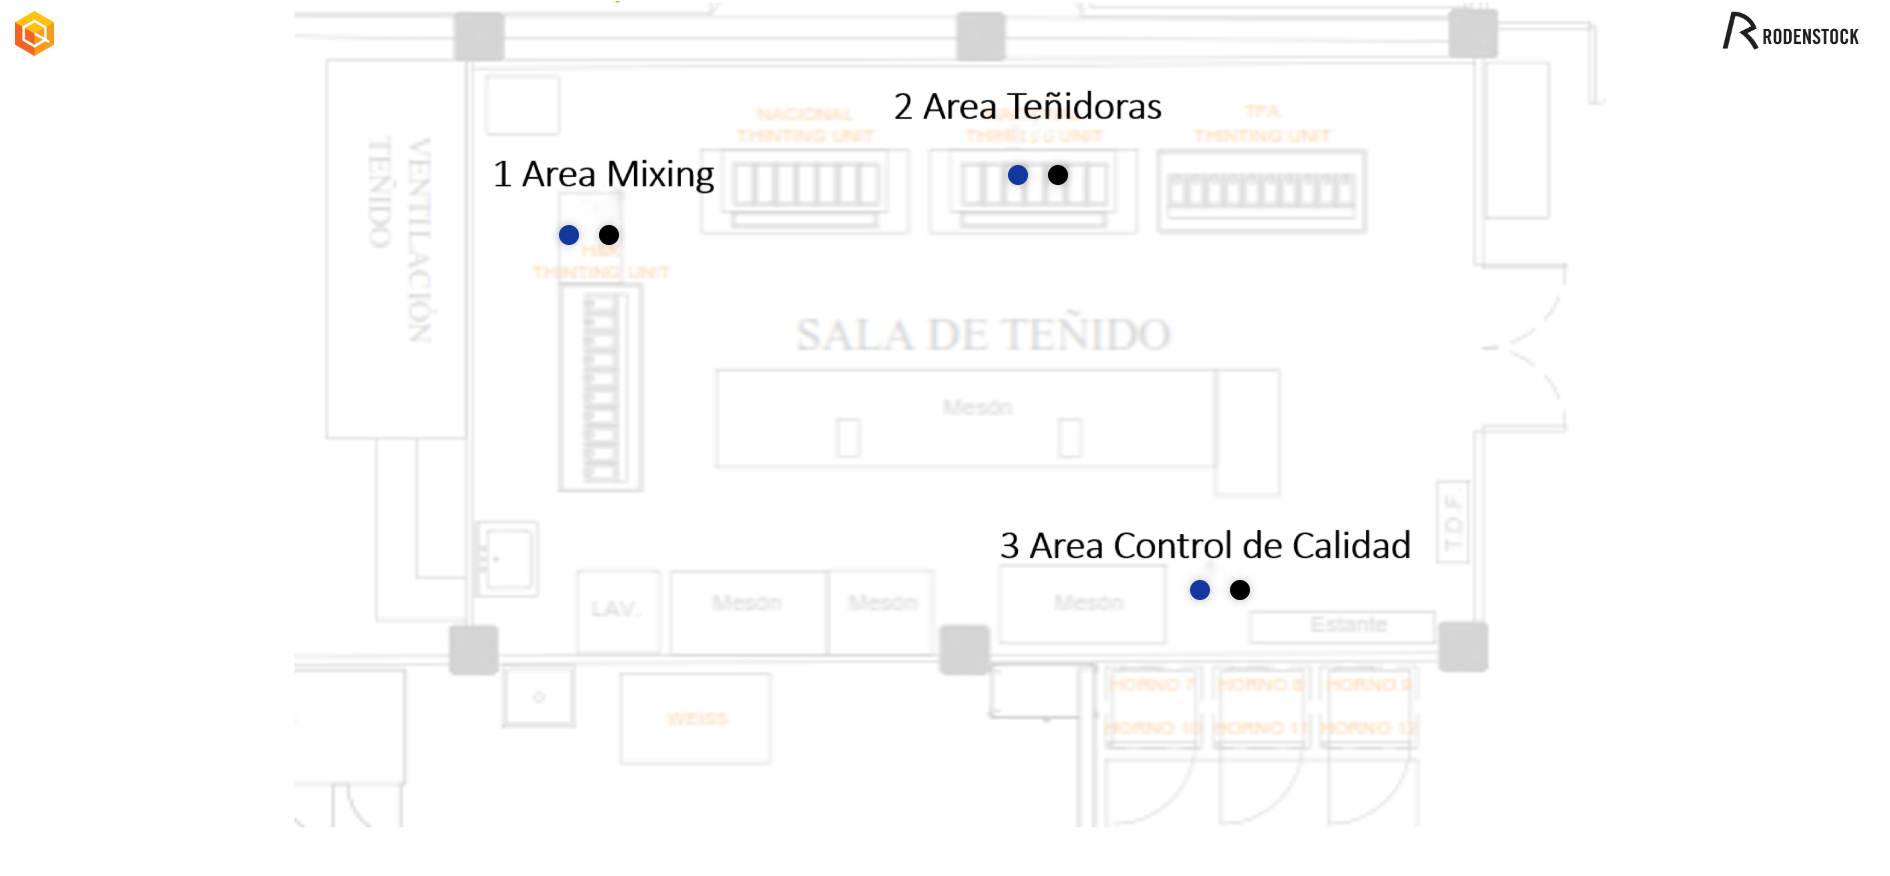 RODENSTOCK
2 Area Teñidoras
NACIONAL
THINTING UNIT
THINTING UNIT
TFA
THINTING UNIT
VENTILACIÓN
TEÑIDO
1 Area Mixing
THINTING UNIT
SALA DE TEÑIDO
Mesón
T.D.F.
3 Area Control de Calidad
LAV.
Mesón
Mesón
Mesón
Estante
WEISS
HORNO 7
HORNO 8
HORNO 9
HORNO 10
HORNO 11
HORNO 12